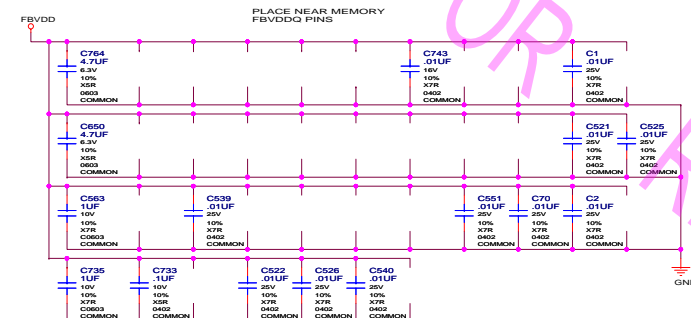 PLACE NEAR MEMORY
FBVDDQ PINS
FBVDD
C764
4.7UF
6.3V
10%
X5R
0603
COMMON
C743
.01UF
16V
10%
X7R
0402
COMMON
C1
.01UF
25V
10%
X7R
0402
COMMON
C650
4.7UF
6.3V
10%
X5R
0603
COMMON
C521
.01UF
25V
10%
X7R
0402
COMMON
C525
.01UF
25V
10%
X7R
0402
COMMON
C563
1UF
10V
10%
X7R
C0603
COMMON
C539
.01UF
25V
10%
X7R
0402
COMMON
C551
.01UF
25V
10%
X7R
0402
COMMON
C70
.01UF
25V
10%
X7R
0402
COMMON
C2
.01UF
25V
10%
X7R
0402
COMMON
GN
C735
1UF
10V
10%
X7R
C0603
COMMON
C733
.1UF
10V
10%
X7R
0402
COMMON
C522
.01UF
25V
10%
X7R
0402
COMMON
C526
.01UF
25V
10%
X7R
0402
COMMON
C540
.01UF
25V
10%
X7R
0402
COMMON
OR